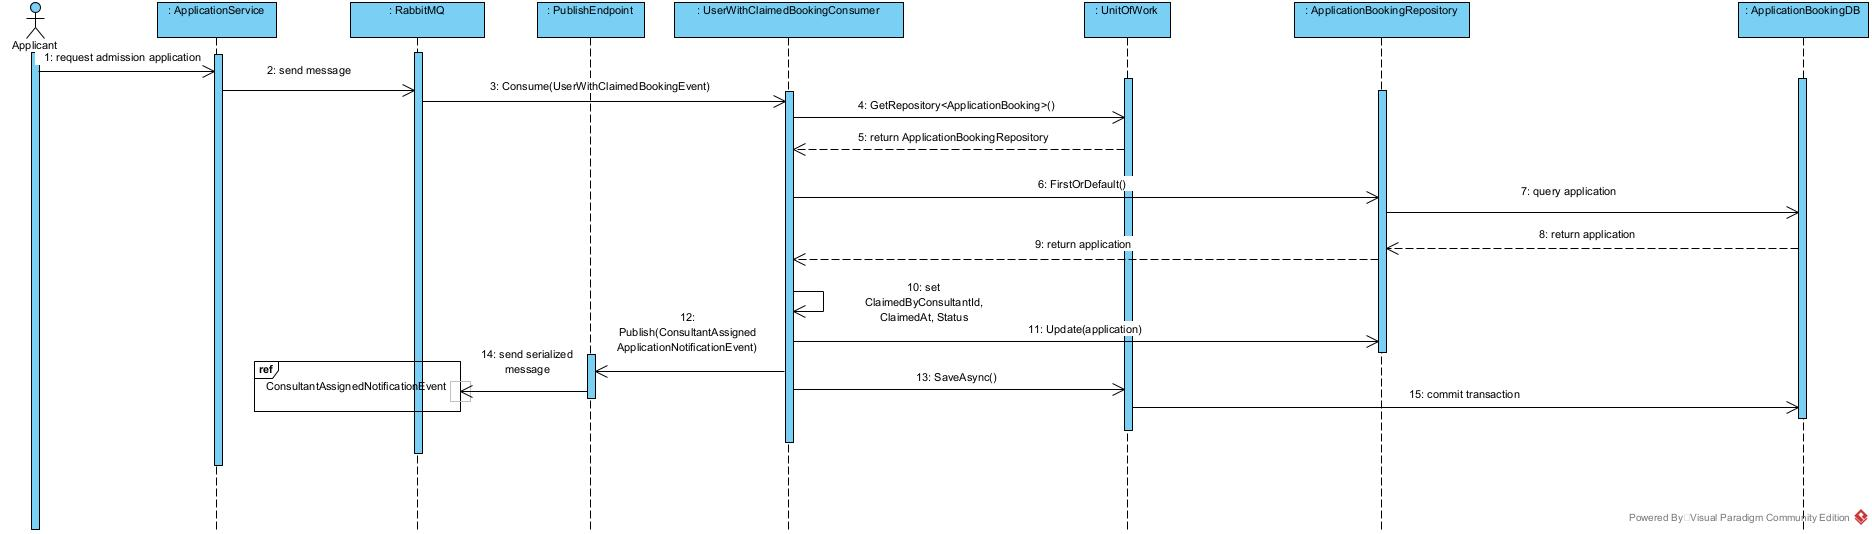 : ApplicationService
: RabbitMQ
: PublishEndpoint
: UserWithClaimedBookingConsumer
: UnitOfWork
: ApplicationBookingRepository
: ApplicationBookingDB
Applicant
1: request admission application
2: send message
3: Consume(UserWithClaimedBookingEvent)
4: GetRepository<ApplicationBooking>()
5: return ApplicationBookingRepository
6: FirstOrDefault()
7: query application
8: return application
9: return application
10: set
ClaimedByConsultantId,
ClaimedAt, Status
11: Update(application)
12:
Publish(ConsultantAssigned
ApplicationNotificationEvent)
14: send serialized
message
ref
ConsultantAssignedNotificationEvent
13: SaveAsync()
15: commit transaction
Powered By Visual Paradigm Community Edition